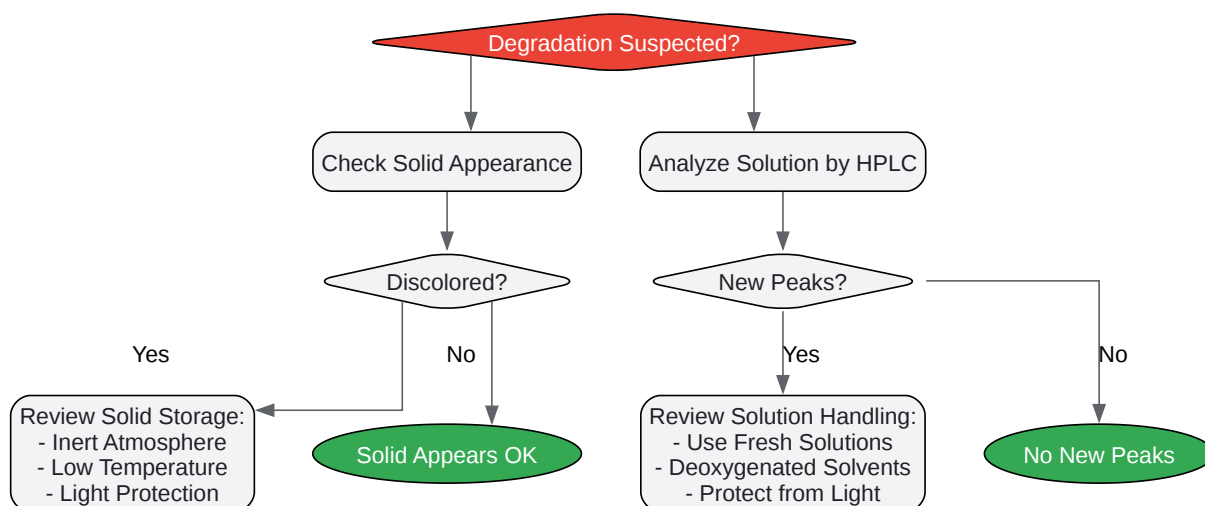 Degradation Suspected?
Check Solid Appearance
Analyze Solution by HPLC
Discolored?
New Peaks?
Yes
No
Yes
No
Review Solid Storage:
- Inert Atmosphere
- Low Temperature
- Light Protection
Solid Appears OK
Review Solution Handling:
- Use Fresh Solutions
- Deoxygenated Solvents
- Protect from Light
No New Peaks